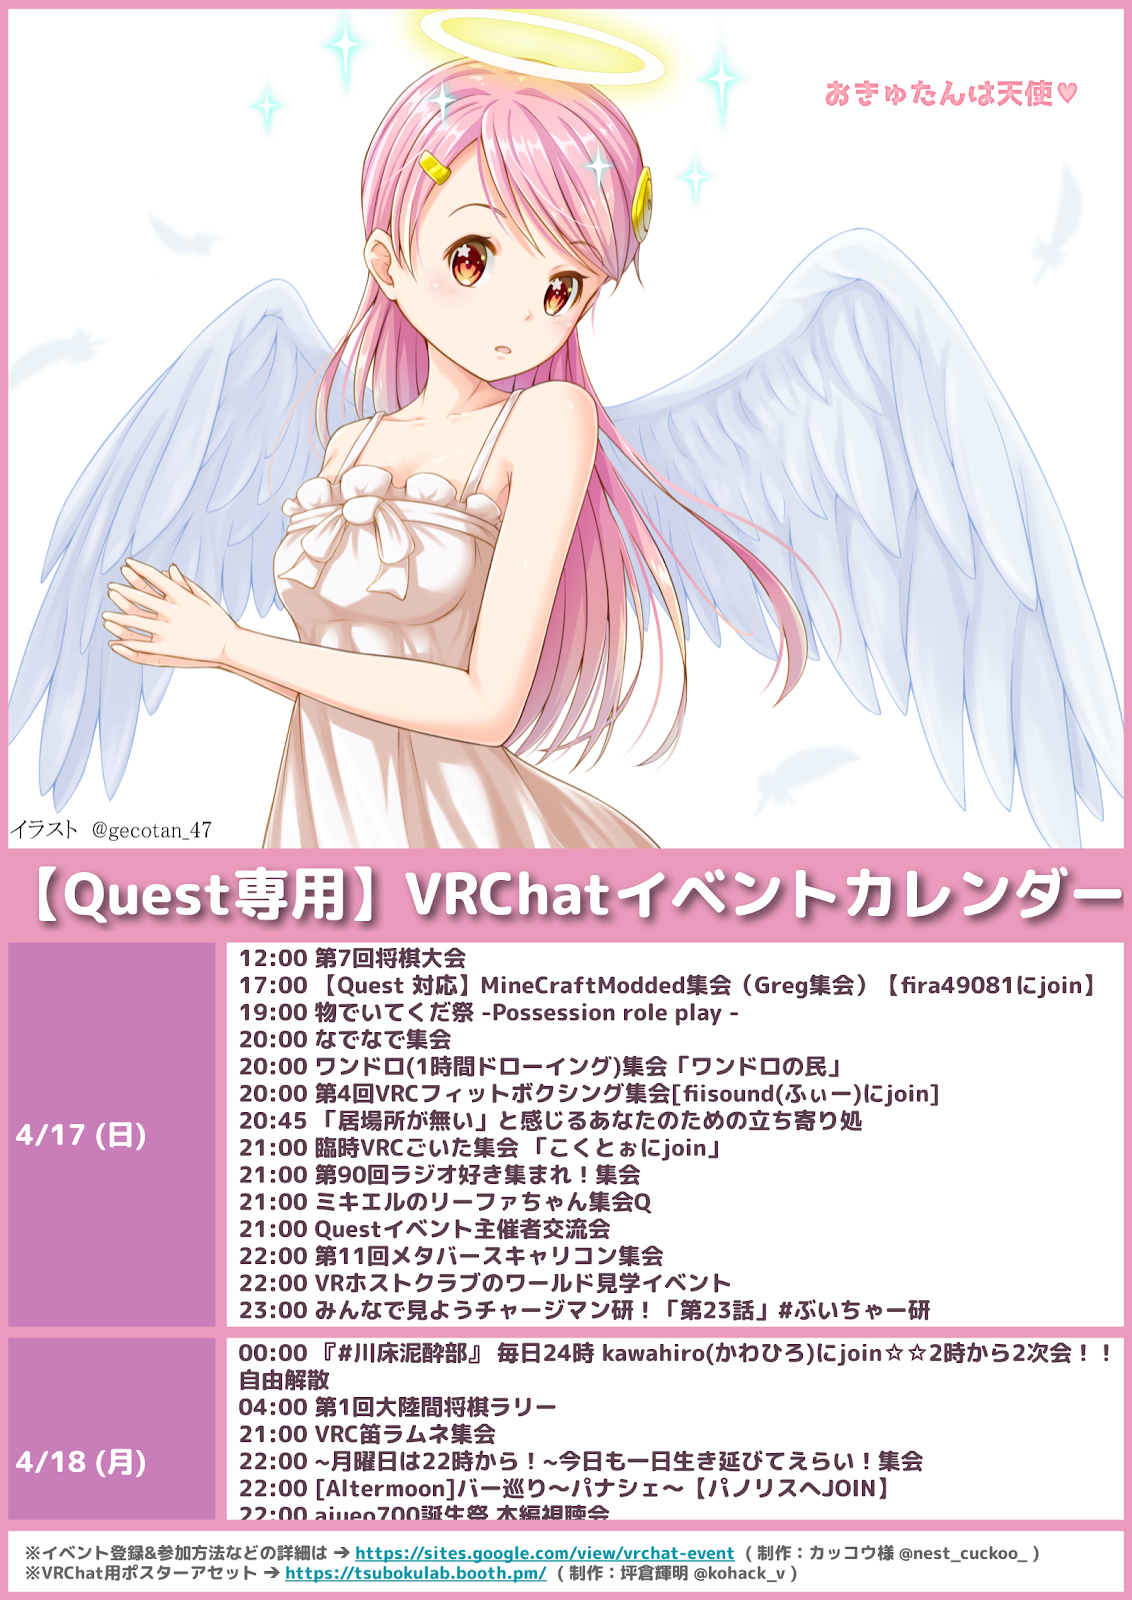 おきゅたんは天使♥
イラスト @gecotan_47
【Quest専用】VRChatイベントカレンダー
4/17 (日)
12:00 第7回将棋大会
17:00 【Quest 対応】MineCraftModded集会（Greg集会）【fira49081にjoin】
19:00 物でいてくだ祭 -Possession role play -
20:00 なでなで集会
20:00 ワンドロ(1時間ドローイング)集会「ワンドロの民」
20:00 第4回VRCフィットボクシング集会[fiisound(ふぃー)にjoin]
20:45 「居場所が無い」と感じるあなたのための立ち寄り処
21:00 臨時VRCごいた集会 「こくとぉにjoin」
21:00 第90回ラジオ好き集まれ！集会
21:00 ミキエルのリーファちゃん集会Q
21:00 Questイベント主催者交流会
22:00 第11回メタバースキャリコン集会
22:00 VRホストクラブのワールド見学イベント
23:00 みんなで見ようチャージマン研！「第23話」#ぶいちゃー研
4/18 (月)
00:00 『#川床泥酔部』 毎日24時 kawahiro(かわひろ)にjoin☆☆2時から2次会！！
自由解散
04:00 第1回大陸間将棋ラリー
21:00 VRC笛ラムネ集会
22:00 ~月曜日は22時から！~今日も一日生き延びてえらい！集会
22:00 [Altermoon]バー巡り～パナシェ～【パノリスへJOIN】
22:00 aiueo700誕生祭 本編視聴会
※イベント登録&参加方法などの詳細は ➔ https://sites.google.com/view/vrchat-event ( 制作：カッコウ様 @nest_cuckoo_ )
※VRChat用ポスターアセット ➔ https://tsubokulab.booth.pm/ ( 制作：坪倉輝明 @kohack_v )